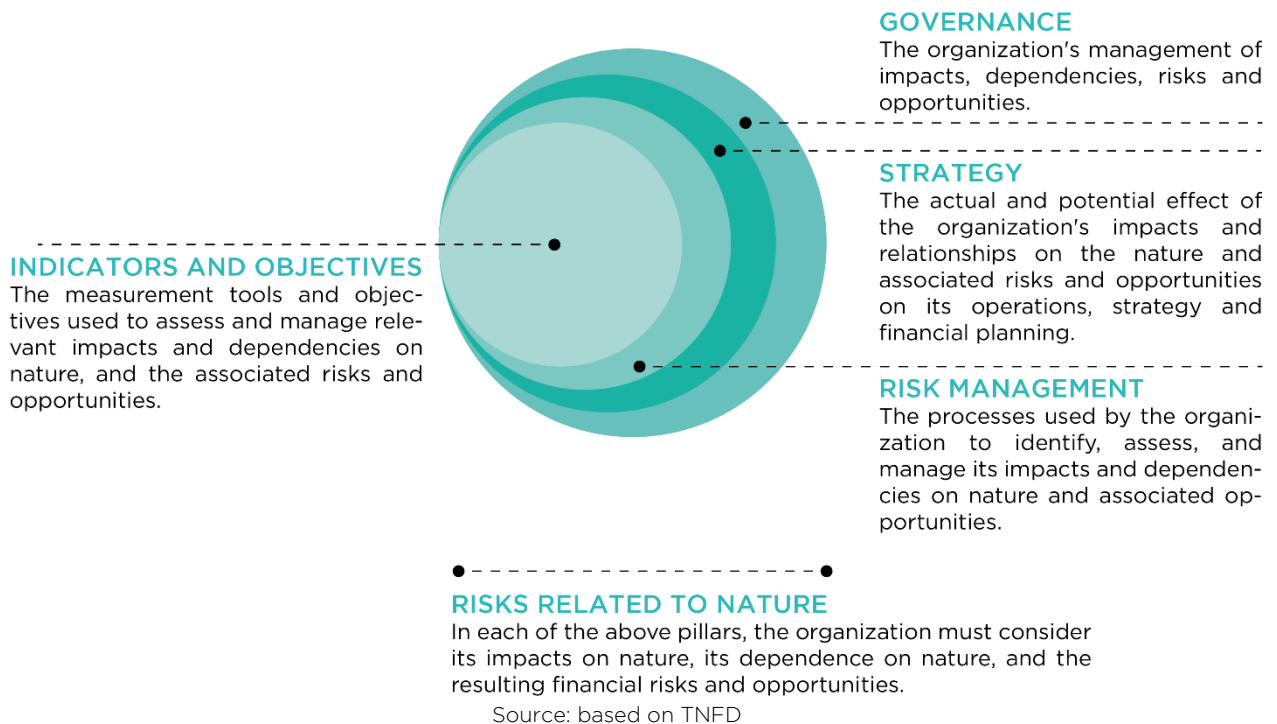 GOVERNANCE
The organization's management of
impacts, dependencies, risks and
opportunities.
STRATEGY
The actual and potential effect of
the organization's impacts and
relationships on the nature and
associated risks and opportunities
on its operations, strategy and
financial planning.
INDICATORS AND OBJECTIVES
The measurement tools and objec-
tives used to assess and manage rele-
vant impacts and dependencies on
nature, and the associated risks and
opportunities.
RISK MANAGEMENT
The processes used by the organi-
zation to identify, assess, and
manage its impacts and dependen-
cies on nature and associated op-
portunities.
RISKS RELATED TO NATURE
In each of the above pillars, the organization must consider
its impacts on nature, its dependence on nature, and the
resulting financial risks and opportunities.
Source: based on TNFD